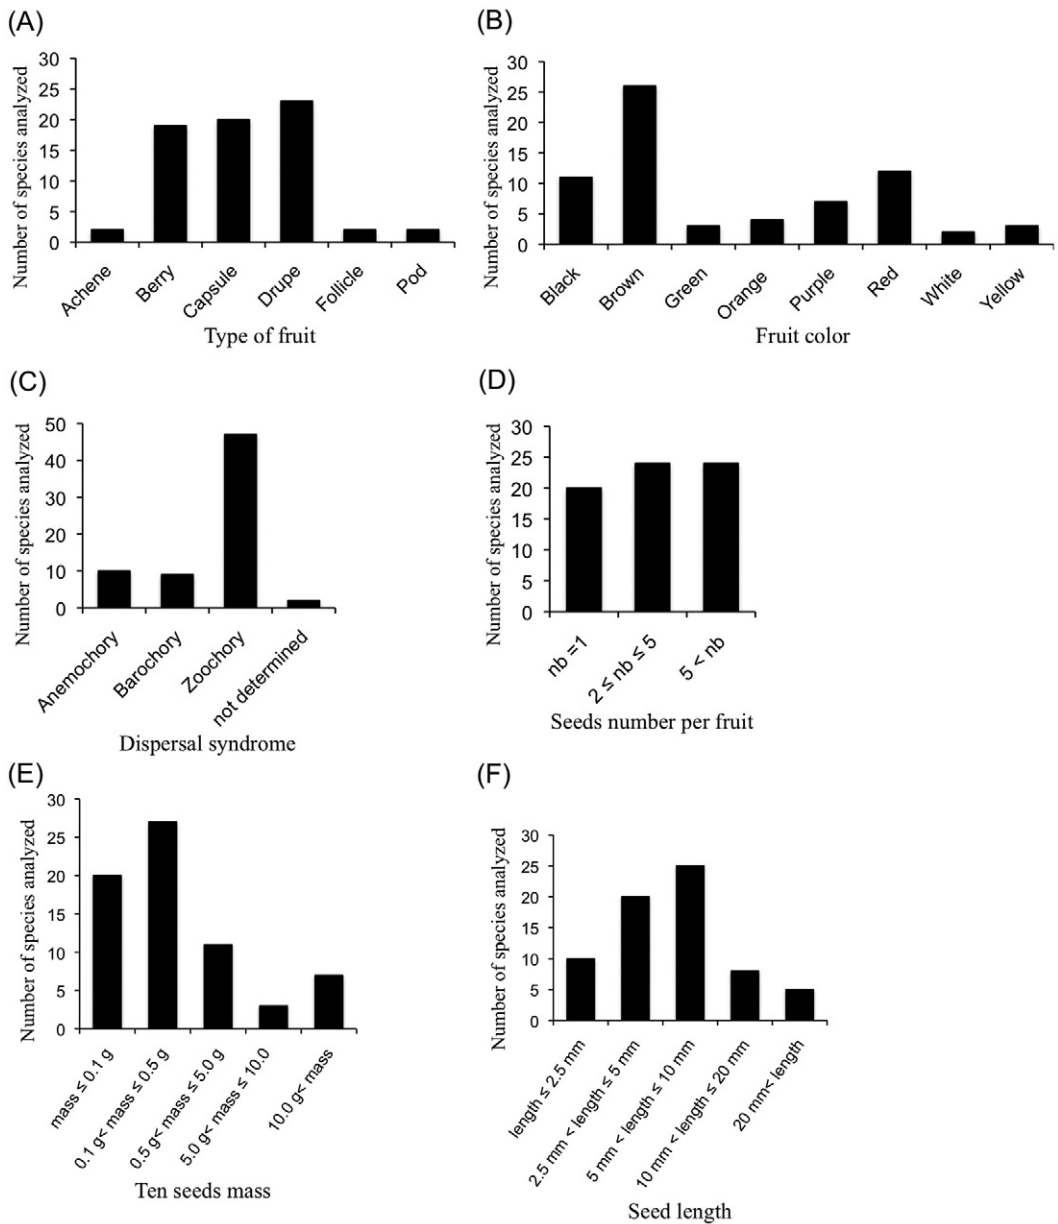 (A)
Number of species analyzed
30
25
20
15
10
5
0
Achene
Berry
Capsule
Drupe
Follicle
Pod
Type of fruit
(B)
Number of species analyzed
30
25
20
15
10
5
0
Black
Brown
Green
Orange
Purple
Red
White
Yellow
Fruit color
(C)
Number of species analyzed
50
40
30
20
10
0
Anemochory
Barochory
Zoochory
not determined
Dispersal syndrome
(D)
Number of species analyzed
30
25
20
15
10
5
0
nb =1
2 ≤ nb ≤ 5
5 < nb
Seeds number per fruit
(E)
Number of species analyzed
30
25
20
15
10
5
0
mass ≤ 0.1 g
0.1 g< mass ≤ 0.5 g
0.5 g< mass ≤ 5.0 g
5.0 g< mass ≤ 10.0
10.0 g< mass
Ten seeds mass
(F)
Number of species analyzed
30
25
20
15
10
5
0
length ≤ 2.5 mm
2.5 mm < length ≤ 5 mm
5 mm < length ≤ 10 mm
10 mm < length ≤ 20 mm
20 mm< length
Seed length